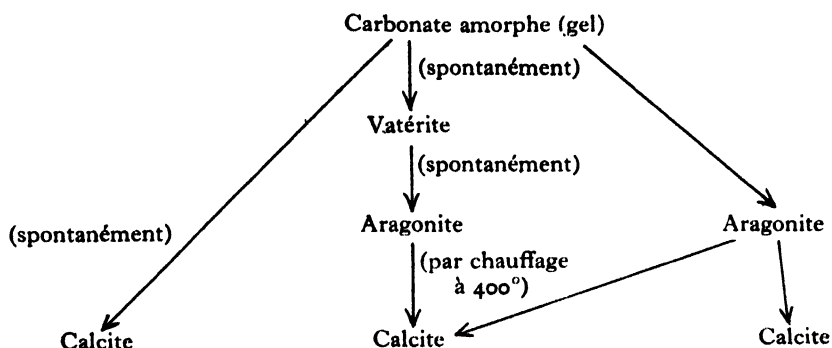 Carbonate amorphe (gel)
(spontanément)
Vatérite
(spontanément)
(spontanément)
Aragonite
Aragonite
(par chauffage
à 400°)
Calcite
Calcite
Calcite